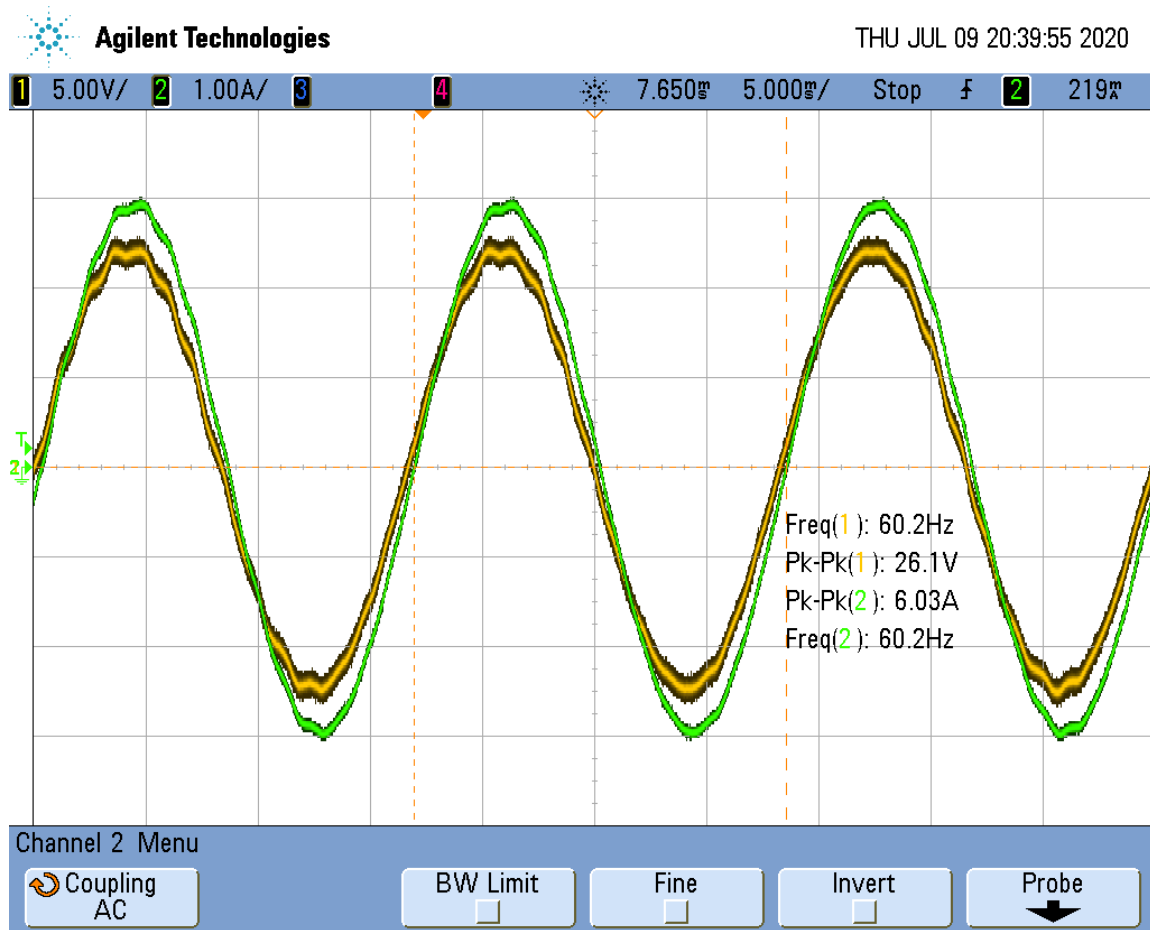 Agilent Technologies THU JUL 09 20:39:55 2020
1 5.00V/ 2 1.00A/ 3 4 7.650ms 5.000ms/ Stop 2 219mA
T
2
Freq(1): 60.2Hz
Pk-Pk(1): 26.1V
Pk-Pk(2): 6.03A
Freq(2): 60.2Hz
Channel 2 Menu
Coupling BW Limit Fine Invert Probe
AC